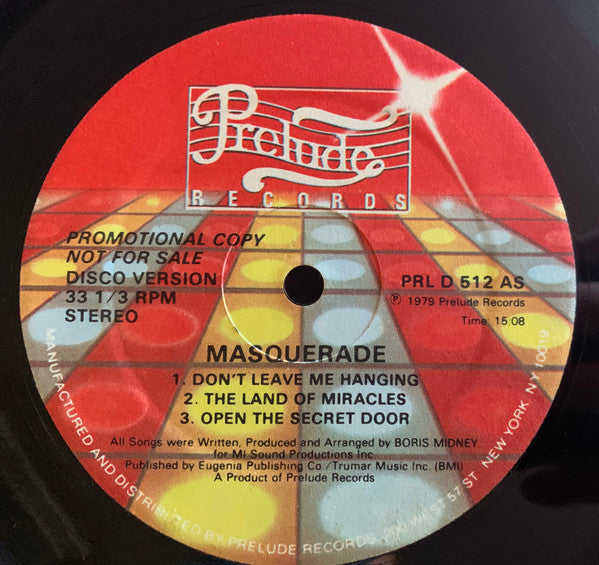 Prelude
RECORDS
PROMOTIONAL COPY
NOT FOR SALE
DISCO VERSION
33 1/3 RPM
STEREO
PRL D 512 AS
℗ 1979 Prelude Records
Time: 15:08
MASQUERADE
1. DON'T LEAVE ME HANGING
2. THE LAND OF MIRACLES
3. OPEN THE SECRET DOOR
All Songs were Written, Produced and Arranged by BORIS MIDNEY
for MI Sound Productions Inc.
Published by Eugenia Publishing Co./Trumar Music Inc. (BMI)
A Product of Prelude Records
MANUFACTURED AND DISTRIBUTED BY PRELUDE RECORDS, 200 WEST 57 ST NEW YORK, NY 10019